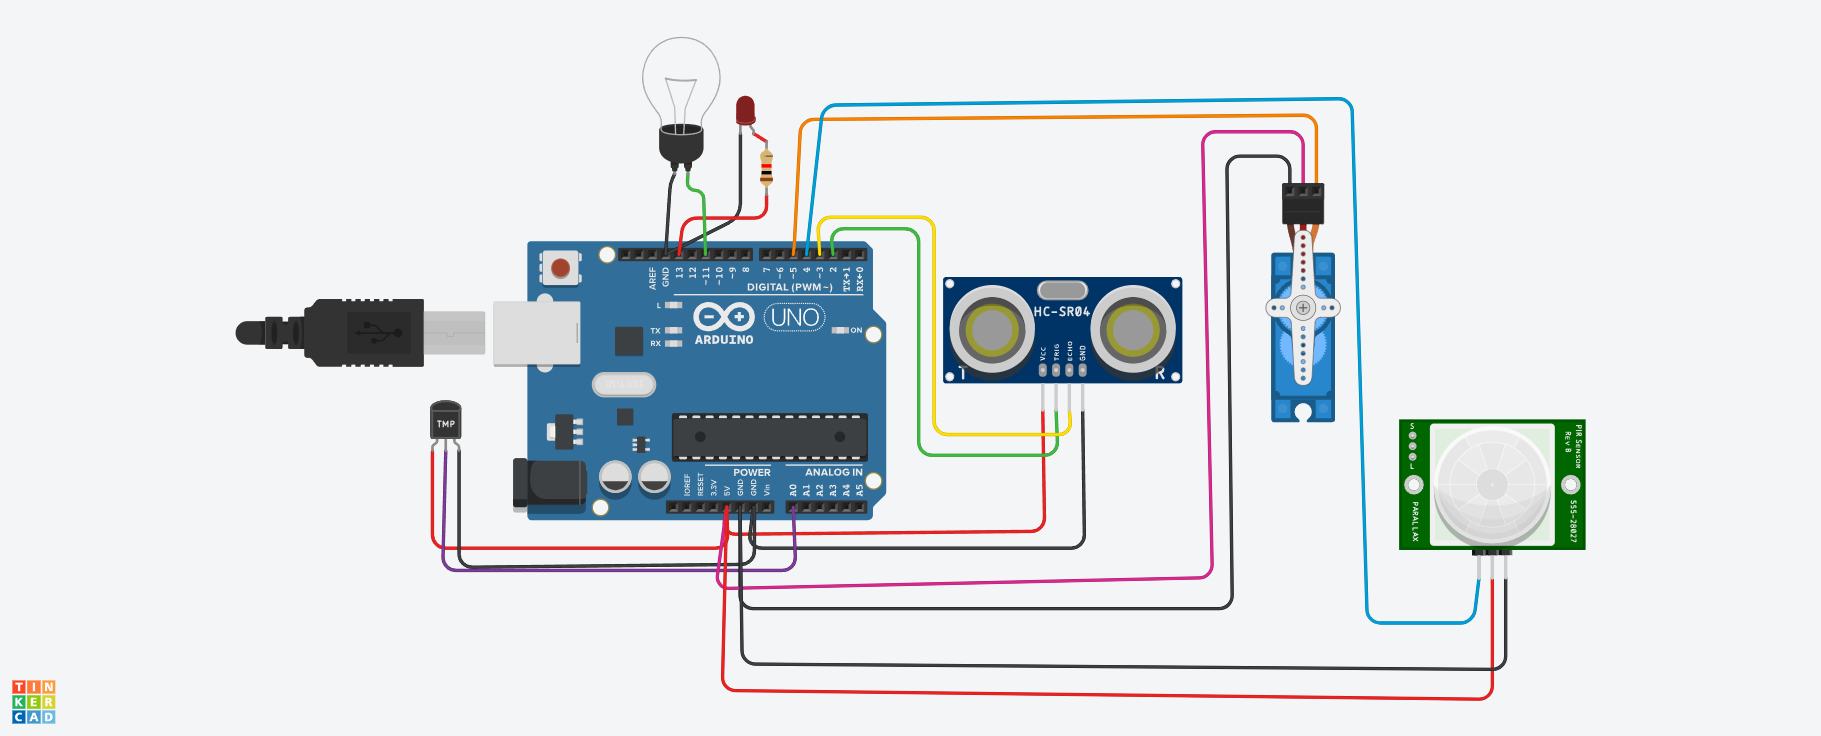 AREF
GND
13
12
~11
~10
~9
8
7
~6
~5
4
~3
2
TX→1
RX←0
DIGITAL (PWM ~)
L
TX
RX
ARDUINO
UNO
ON
HC-SR04
VCC
TRIG
ECHO
GND
T
R
TMP
POWER
ANALOG IN
IOREF
RESET
3.3V
5V
GND
GND
Vin
A0
A1
A2
A3
A4
A5
S
L
PARALLAX
PIR SENSOR
REV B
555-28027
TIN
KER
CAD